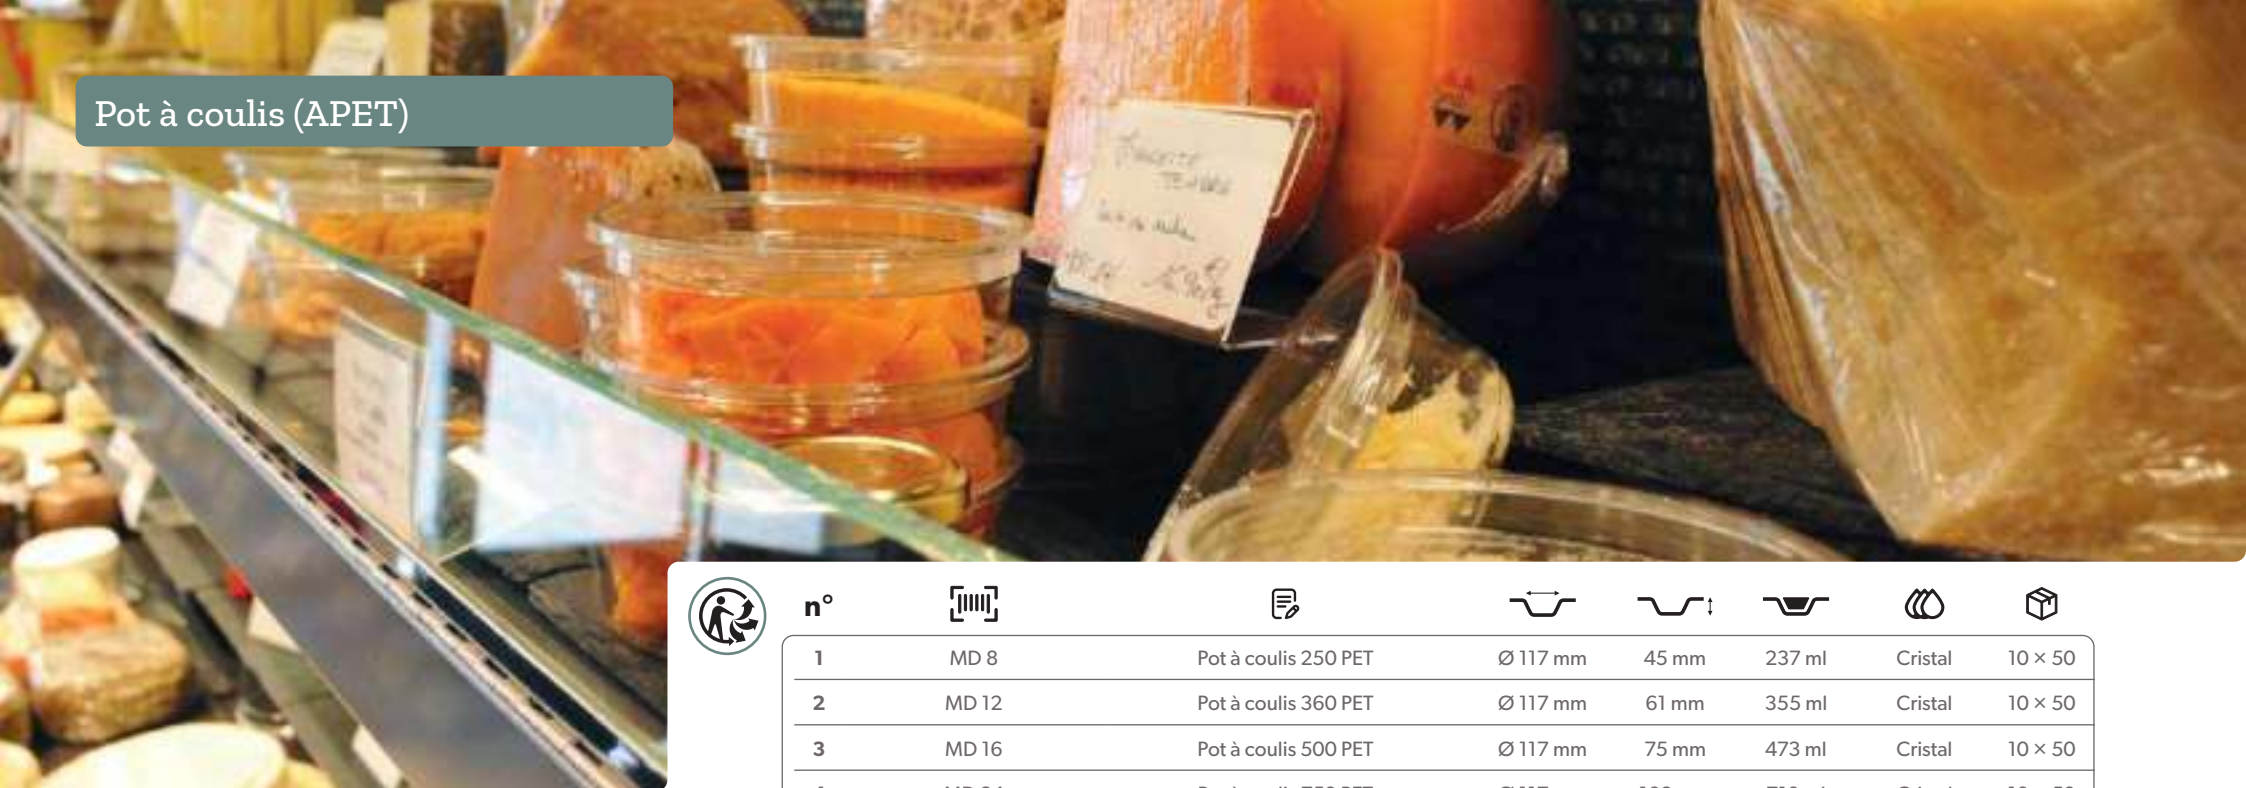 Pot à coulis (APET)
n°
1 MD 8 Pot à coulis 250 PET Ø 117 mm 45 mm 237 ml Cristal 10 × 50
2 MD 12 Pot à coulis 360 PET Ø 117 mm 61 mm 355 ml Cristal 10 × 50
3 MD 16 Pot à coulis 500 PET Ø 117 mm 75 mm 473 ml Cristal 10 × 50